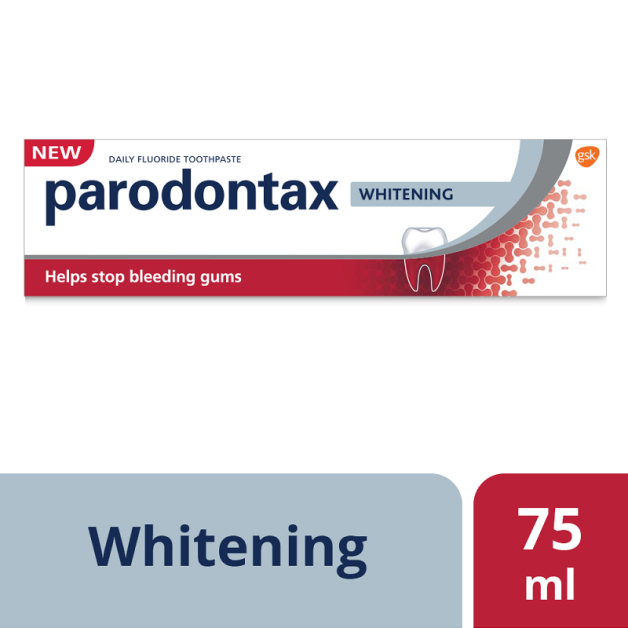 NEW
DAILY FLUORIDE TOOTHPASTE
parodontax
WHITENING
gsk
Helps stop bleeding gums
Whitening
75
ml